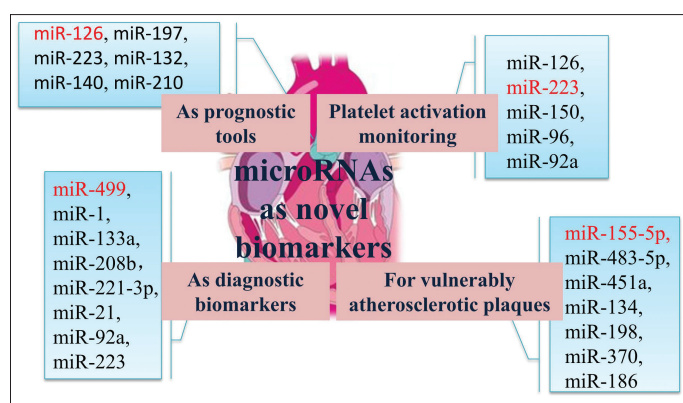 miR-126, miR-197,
miR-223, miR-132,
miR-140, miR-210
miR-126,
miR-223,
miR-150,
miR-96,
miR-92a
As prognostic
tools
Platelet activation
monitoring
microRNAs
as novel
biomarkers
miR-499,
miR-1,
miR-133a,
miR-208b,
miR-221-3p,
miR-21,
miR-92a,
miR-223
As diagnostic
biomarkers
For vulnerably
atherosclerotic plaques
miR-155-5p,
miR-483-5p,
miR-451a,
miR-134,
miR-198,
miR-370,
miR-186